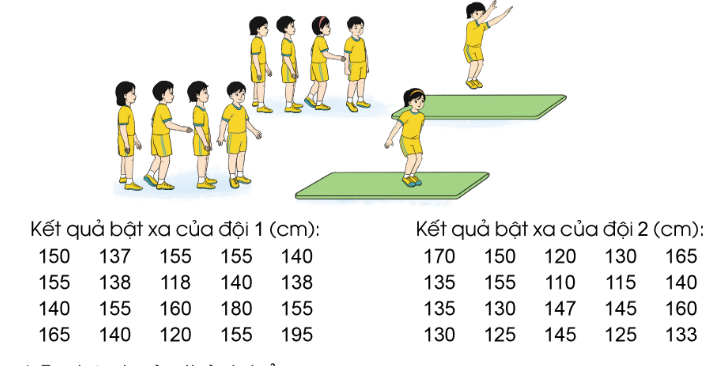 Kết quả bật xa của đội 1 (cm):
150 137 155 155 140
155 138 118 140 138
140 155 160 180 155
165 140 120 155 195
Kết quả bật xa của đội 2 (cm):
170 150 120 130 165
135 155 110 115 140
135 130 147 145 160
130 125 145 125 133